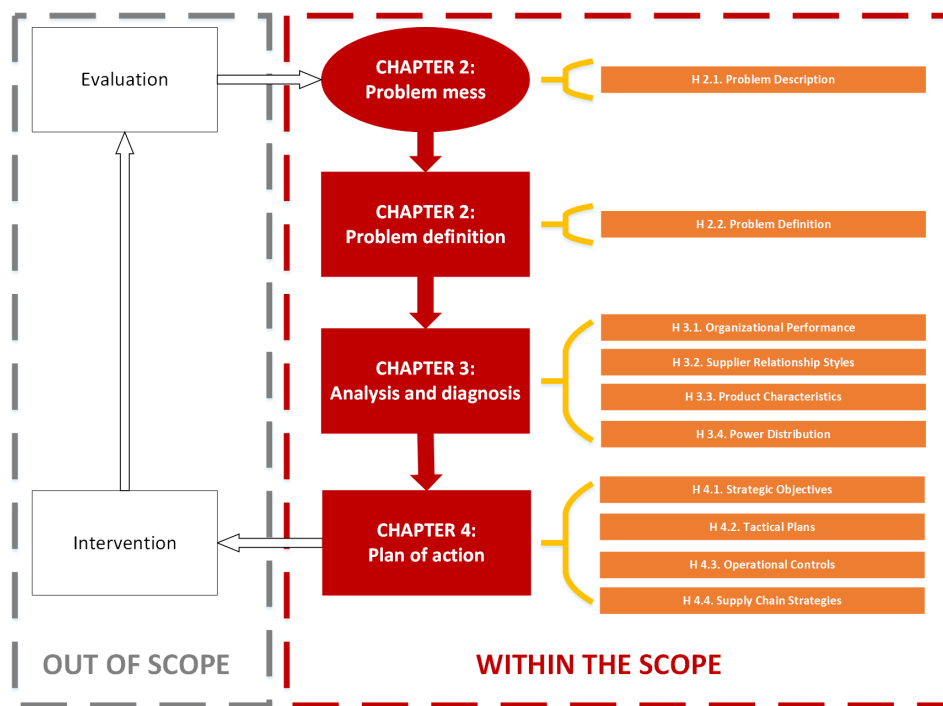 Evaluation
CHAPTER 2:
Problem mess
H 2.1. Problem Description
CHAPTER 2:
Problem definition
H 2.2. Problem Definition
CHAPTER 3:
Analysis and diagnosis
H 3.1. Organizational Performance
H 3.2. Supplier Relationship Styles
H 3.3. Product Characteristics
H 3.4. Power Distribution
Intervention
CHAPTER 4:
Plan of action
H 4.1. Strategic Objectives
H 4.2. Tactical Plans
H 4.3. Operational Controls
H 4.4. Supply Chain Strategies
OUT OF SCOPE
WITHIN THE SCOPE